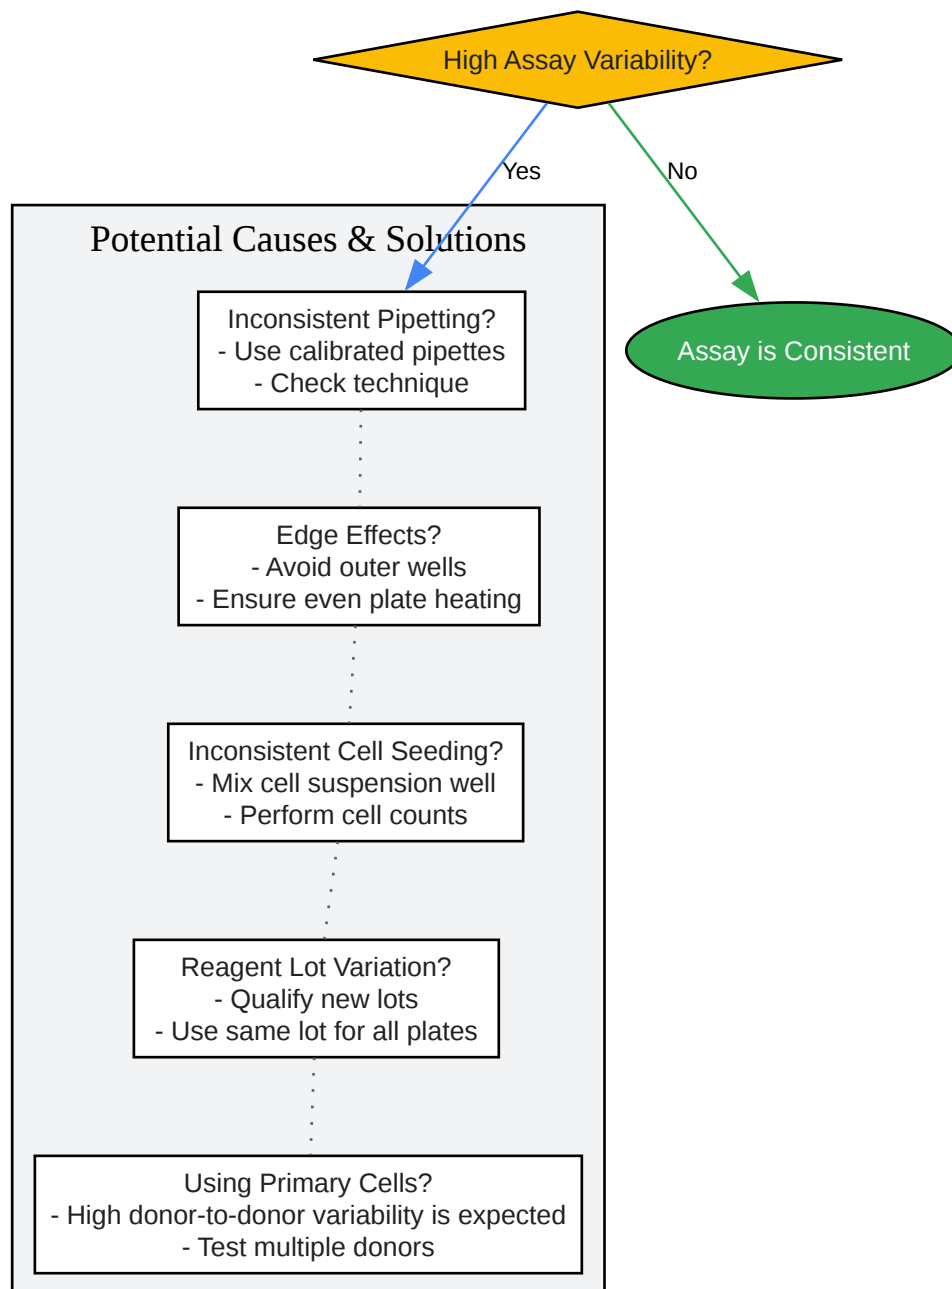 High Assay Variability?
Yes
No
Potential Causes & Solutions
Inconsistent Pipetting?
- Use calibrated pipettes
- Check technique
Assay is Consistent
Edge Effects?
- Avoid outer wells
- Ensure even plate heating
Inconsistent Cell Seeding?
- Mix cell suspension well
- Perform cell counts
Reagent Lot Variation?
- Qualify new lots
- Use same lot for all plates
Using Primary Cells?
- High donor-to-donor variability is expected
- Test multiple donors